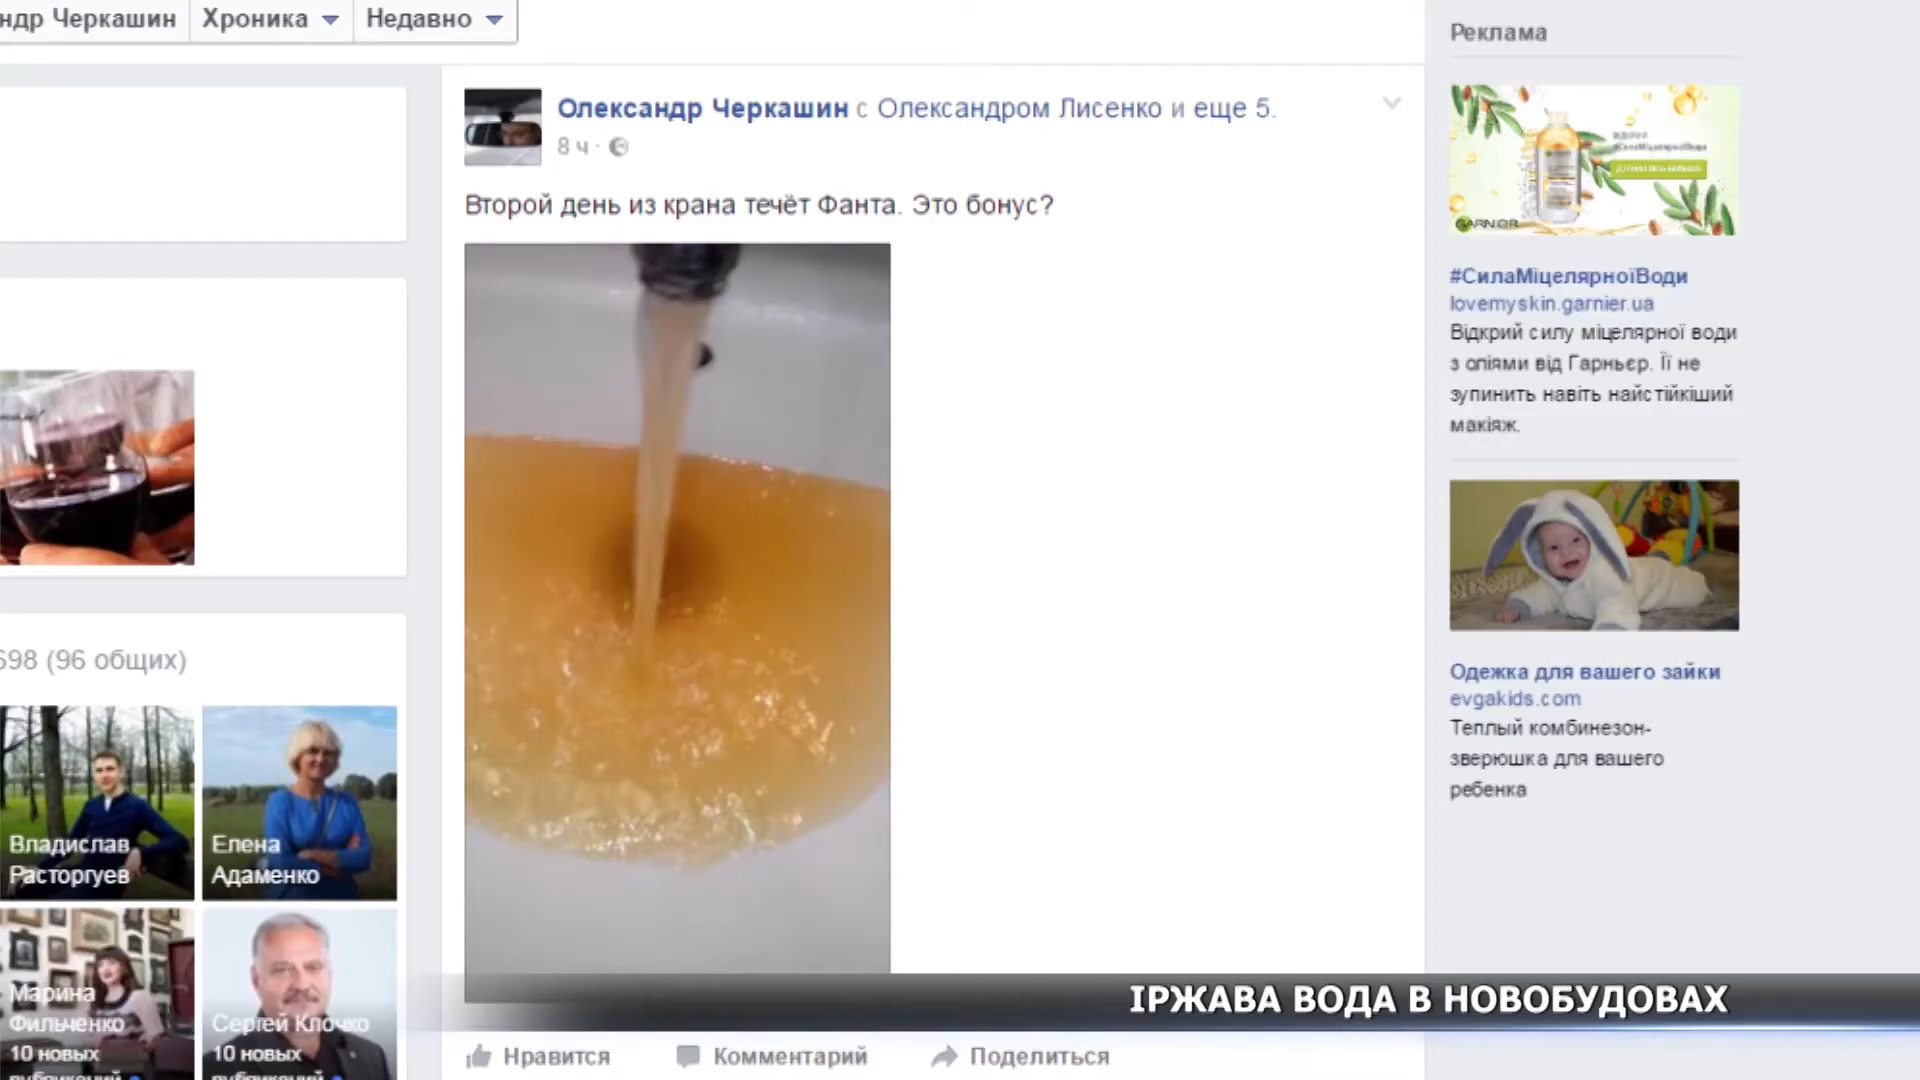 ндр Черкашин
Хроника
Недавно
Реклама
Олександр Черкашин с Олександром Лисенко и еще 5.
8 ч ·
Второй день из крана течёт Фанта. Это бонус?
GARNIER
#СилаМіцелярноїВоди
lovemyskin.garnier.ua
Відкрий силу міцелярної води
з оліями від Гарньєр. Її не
зупинить навіть найстійкіший
макіяж.
698 (96 общих)
Владислав
Расторгуев
Елена
Адаменко
Марина
Фильченко
10 новых
публикаций
Сергей Клочко
10 новых
публикаций
Одежка для вашего зайки
evgakids.com
Теплый комбинезон-
зверюшка для вашего
ребенка
ІРЖАВА ВОДА В НОВОБУДОВАХ
Нравится
Комментарий
Поделиться